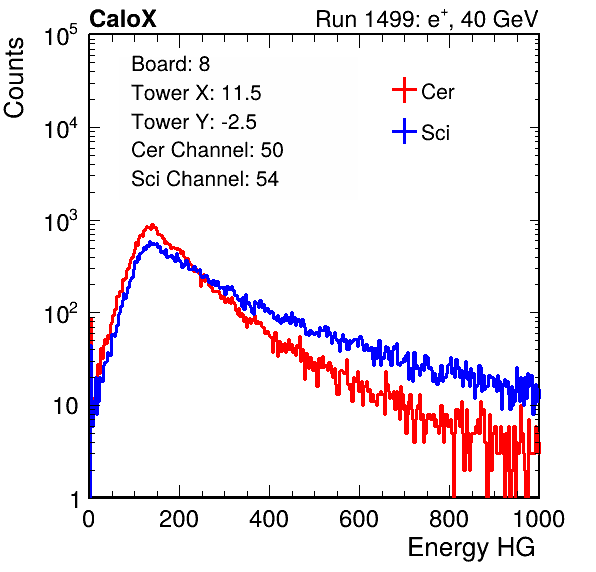 CaloX Run 1499: e⁺, 40 GeV
Counts
10⁵
10⁴
10³
10²
10
1
Board: 8
Tower X: 11.5
Tower Y: -2.5
Cer Channel: 50
Sci Channel: 54
Cer
Sci
0 200 400 600 800 1000
Energy HG